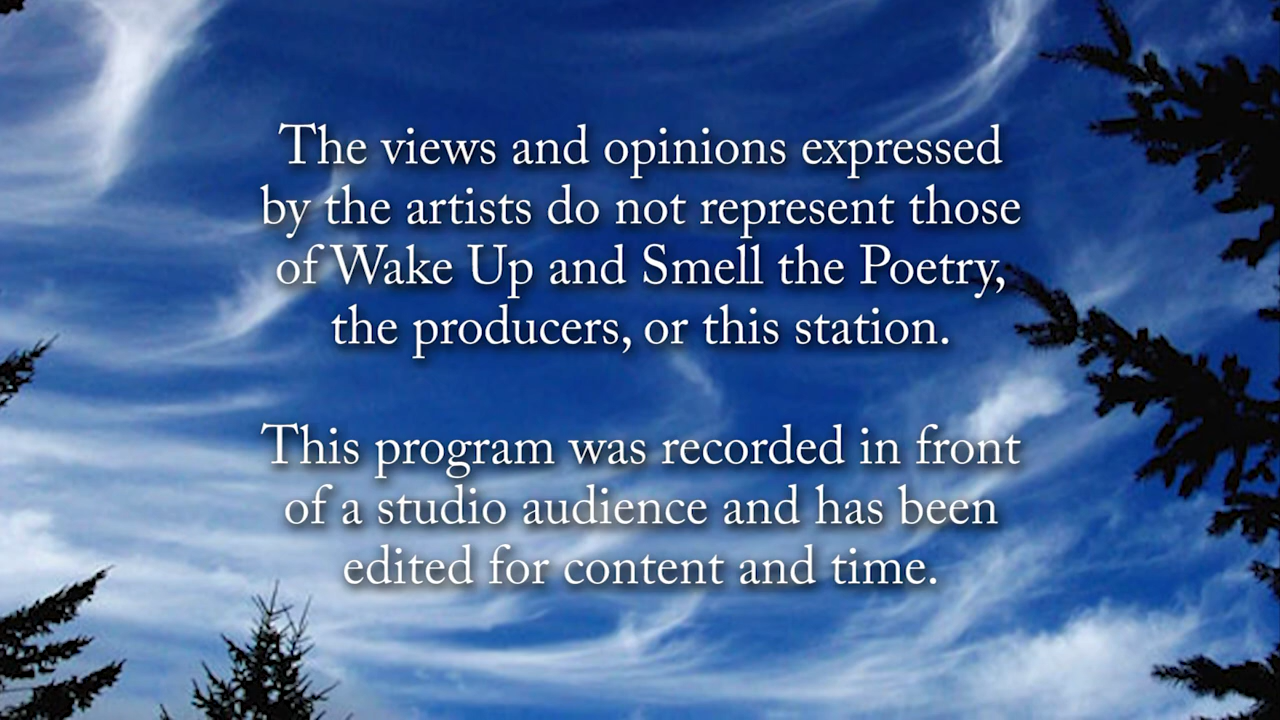 The views and opinions expressed
by the artists do not represent those
of Wake Up and Smell the Poetry,
the producers, or this station.
This program was recorded in front
of a studio audience and has been
edited for content and time.